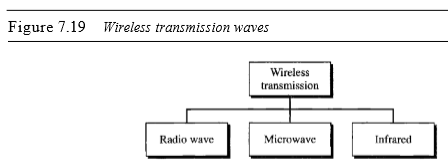 Figure 7.19 Wireless transmission waves
Wireless
transmission
Radio wave
Microwave
Infrared